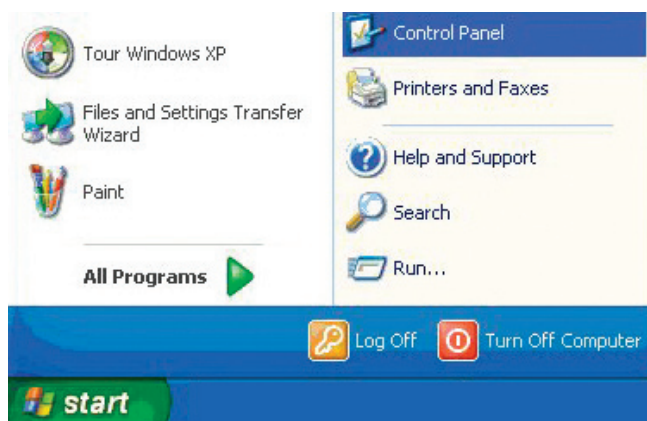 Tour Windows XP
Files and Settings Transfer
Wizard
Paint
All Programs
Control Panel
Printers and Faxes
Help and Support
Search
Run...
Log Off
Turn Off Computer
start